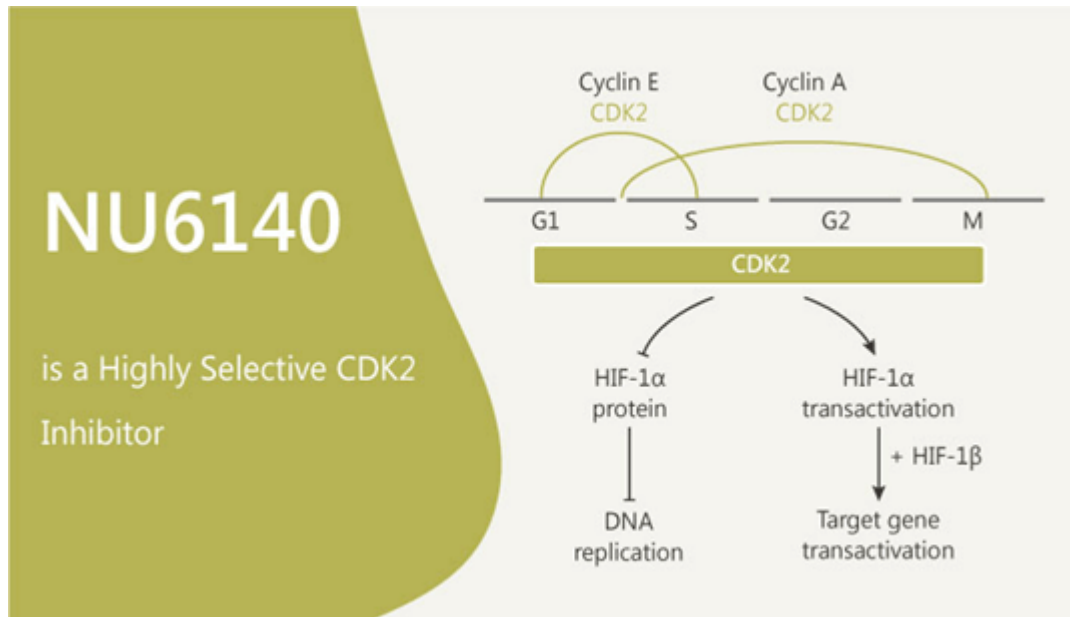 NU6140
is a Highly Selective CDK2
Inhibitor
Cyclin E
CDK2
Cyclin A
CDK2
G1
S
G2
M
CDK2
HIF-1α
protein
HIF-1α
transactivation
+ HIF-1β
DNA
replication
Target gene
transactivation